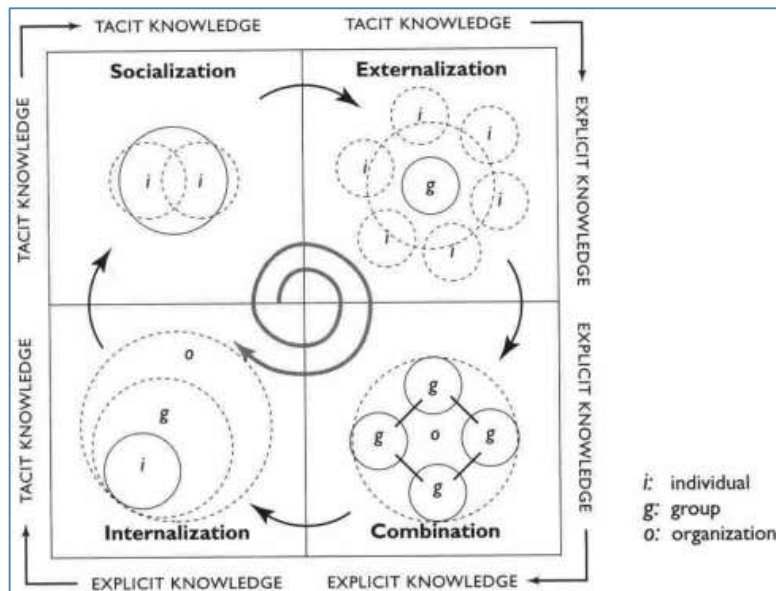 TACIT KNOWLEDGE
TACIT KNOWLEDGE
Socialization
Externalization
TACIT KNOWLEDGE
EXPLICIT KNOWLEDGE
i
i
i
i
i
i
i
i
g
TACIT KNOWLEDGE
EXPLICIT KNOWLEDGE
o
g
i
g
g
o
g
g
Internalization
Combination
EXPLICIT KNOWLEDGE
EXPLICIT KNOWLEDGE
i: individual
g: group
o: organization